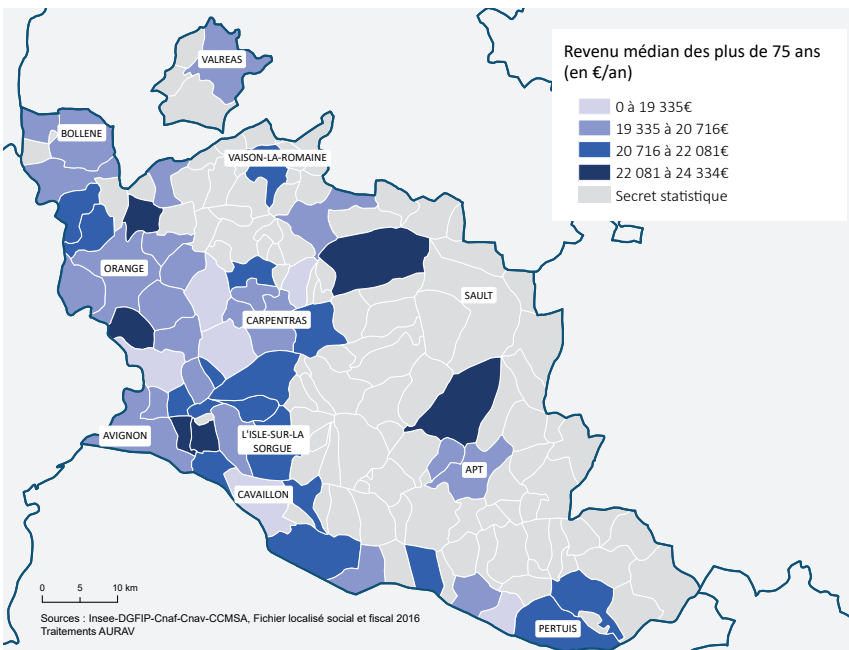 Revenu médian des plus de 75 ans
(en €/an)
0 à 19 335€
19 335 à 20 716€
20 716 à 22 081€
22 081 à 24 334€
Secret statistique
VALREAS
BOLLENE
VAISON-LA-ROMAINE
ORANGE
SAULT
CARPENTRAS
AVIGNON
L'ISLE-SUR-LA
SORGUE
APT
CAVAILLON
PERTUIS
0 5 10 km
Sources : Insee-DGFIP-Cnaf-Cnav-CCMSA, Fichier localisé social et fiscal 2016
Traitements AURAV